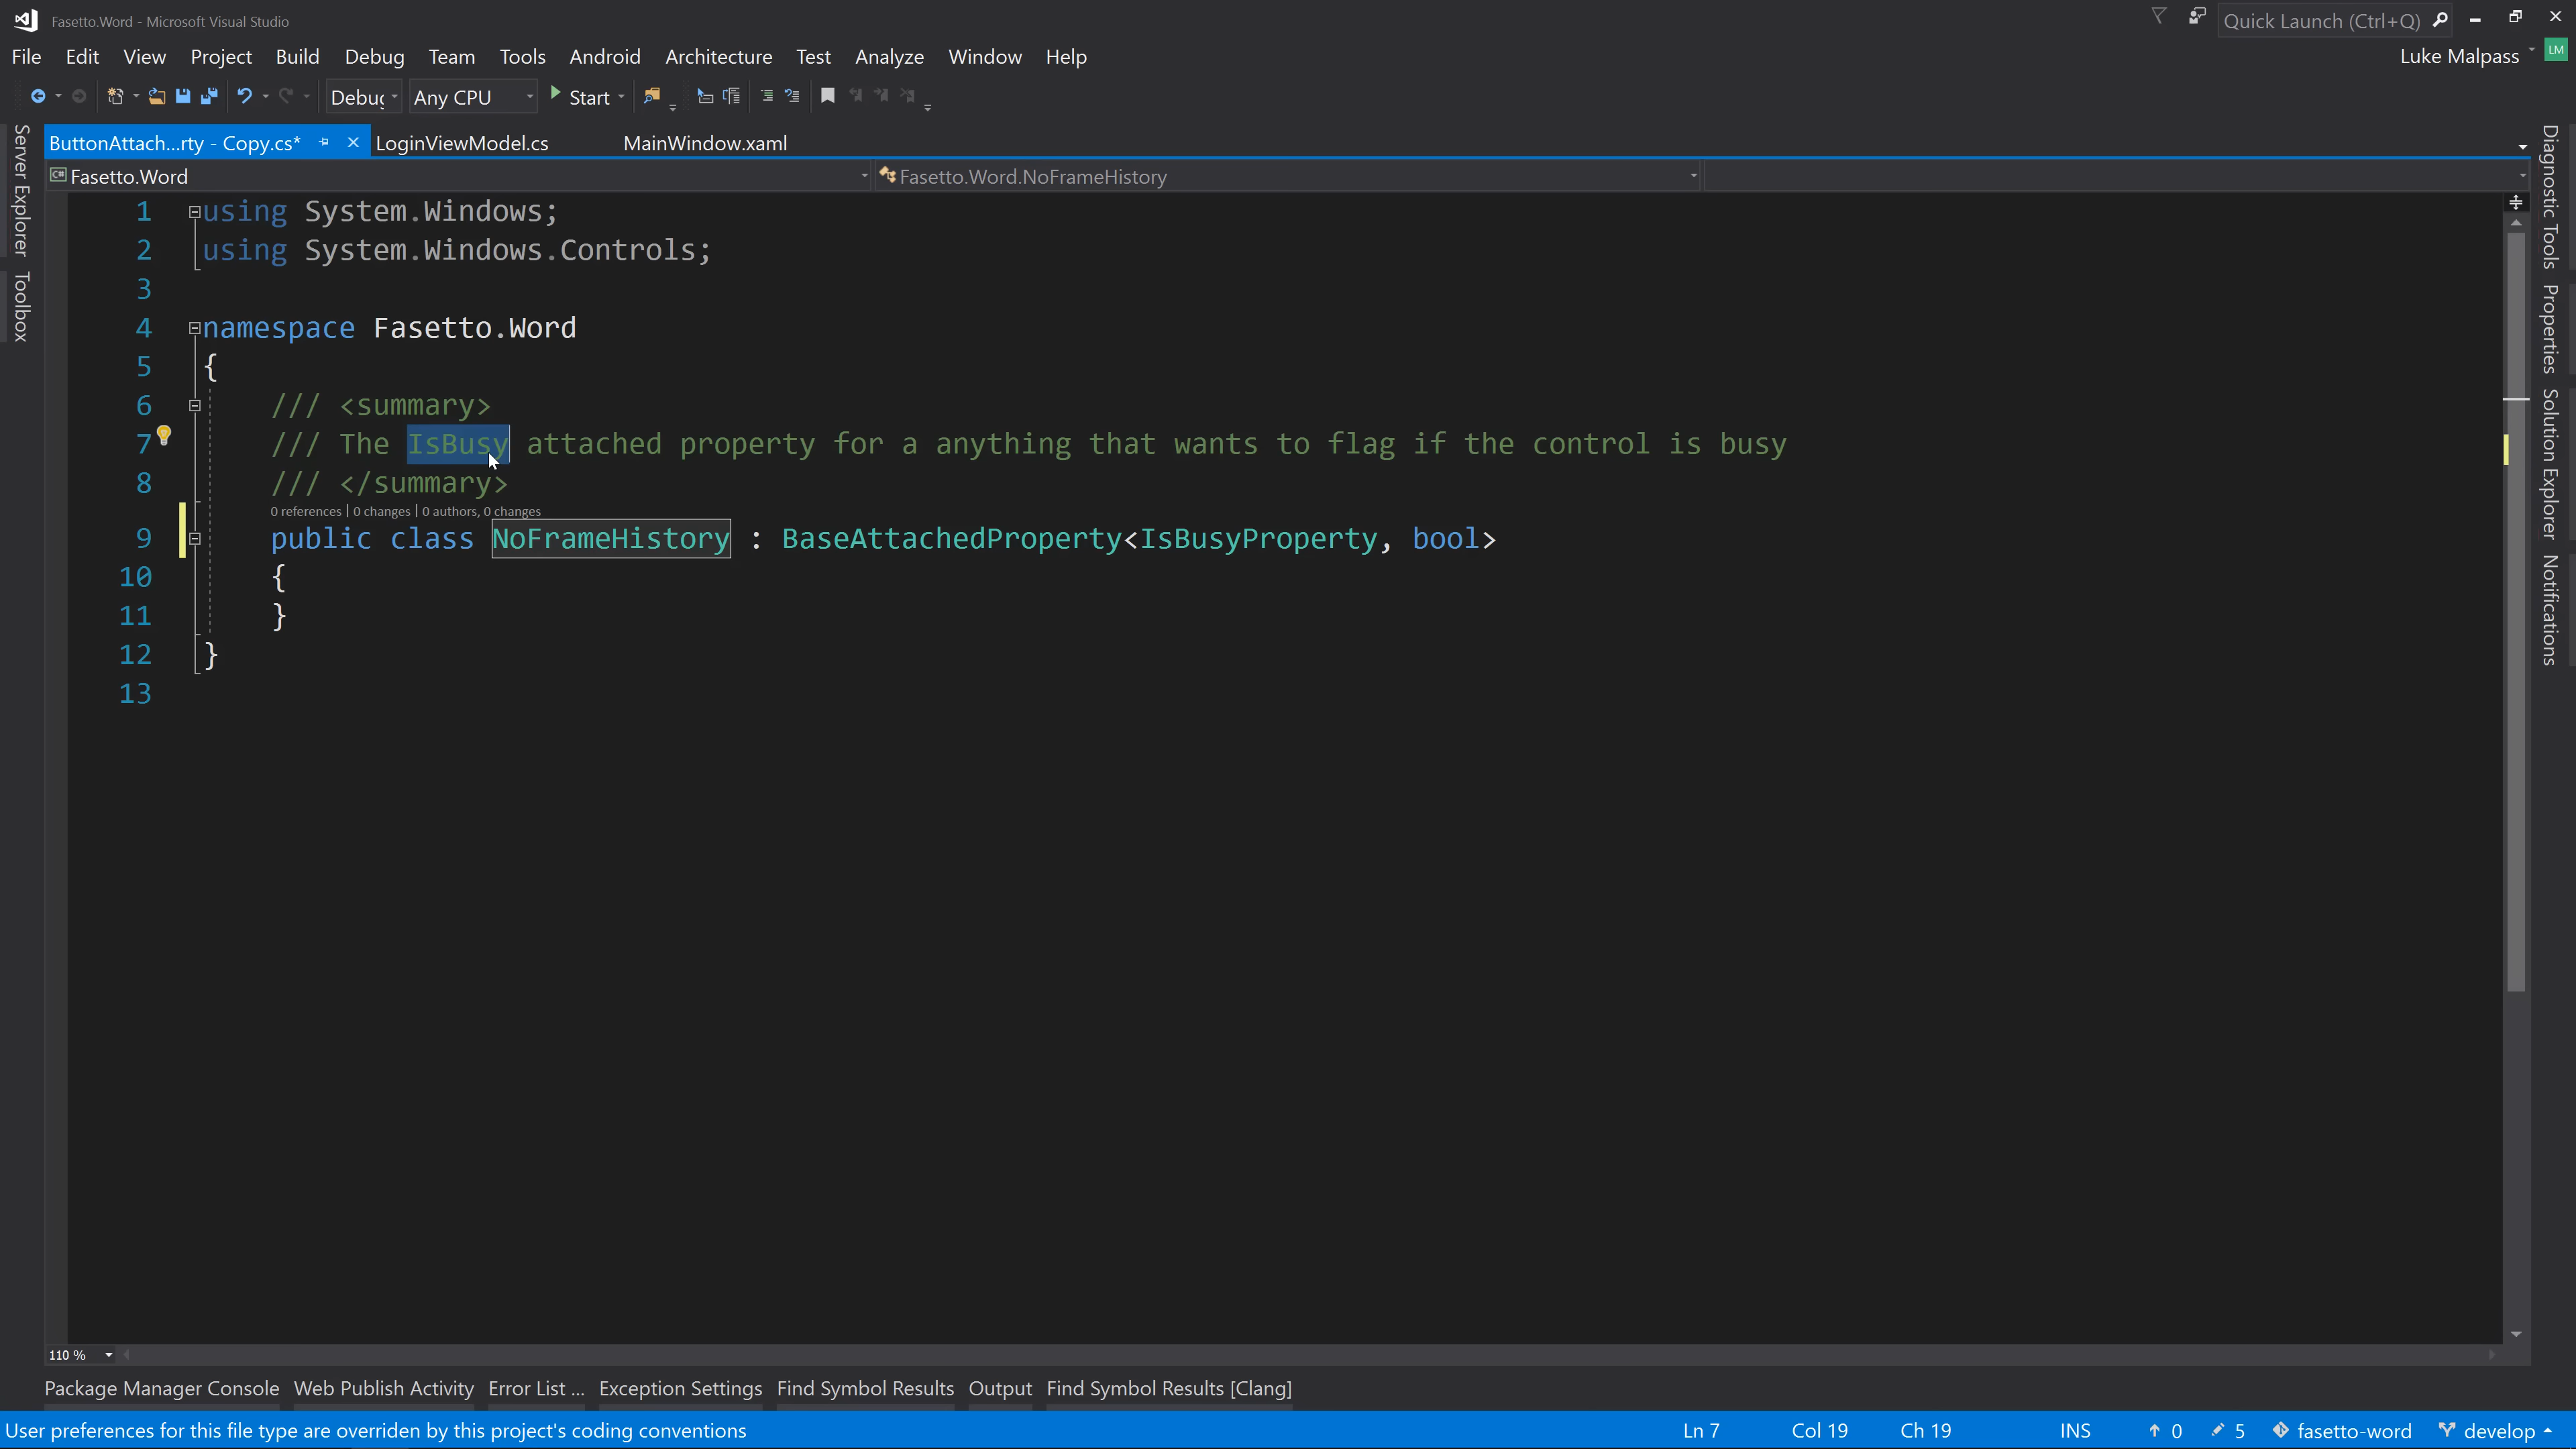 Fasetto.Word - Microsoft Visual Studio
Quick Launch (Ctrl+Q)
File Edit View Project Build Debug Team Tools Android Architecture Test Analyze Window Help
Luke Malpass LM
Debug Any CPU Start
ButtonAttach...rty - Copy.cs* LoginViewModel.cs MainWindow.xaml
C# Fasetto.Word Fasetto.Word.NoFrameHistory
Server Explorer
Toolbox
1 using System.Windows;
2 using System.Windows.Controls;
3
4 namespace Fasetto.Word
5 {
6 /// <summary>
7 /// The IsBusy attached property for a anything that wants to flag if the control is busy
8 /// </summary>
0 references | 0 changes | 0 authors, 0 changes
9 public class NoFrameHistory : BaseAttachedProperty<IsBusyProperty, bool>
10 {
11 }
12 }
13
Diagnostic Tools
Properties
Solution Explorer
Notifications
110 %
Package Manager Console Web Publish Activity Error List ... Exception Settings Find Symbol Results Output Find Symbol Results [Clang]
User preferences for this file type are overriden by this project's coding conventions Ln 7 Col 19 Ch 19 INS 0 5 fasetto-word develop